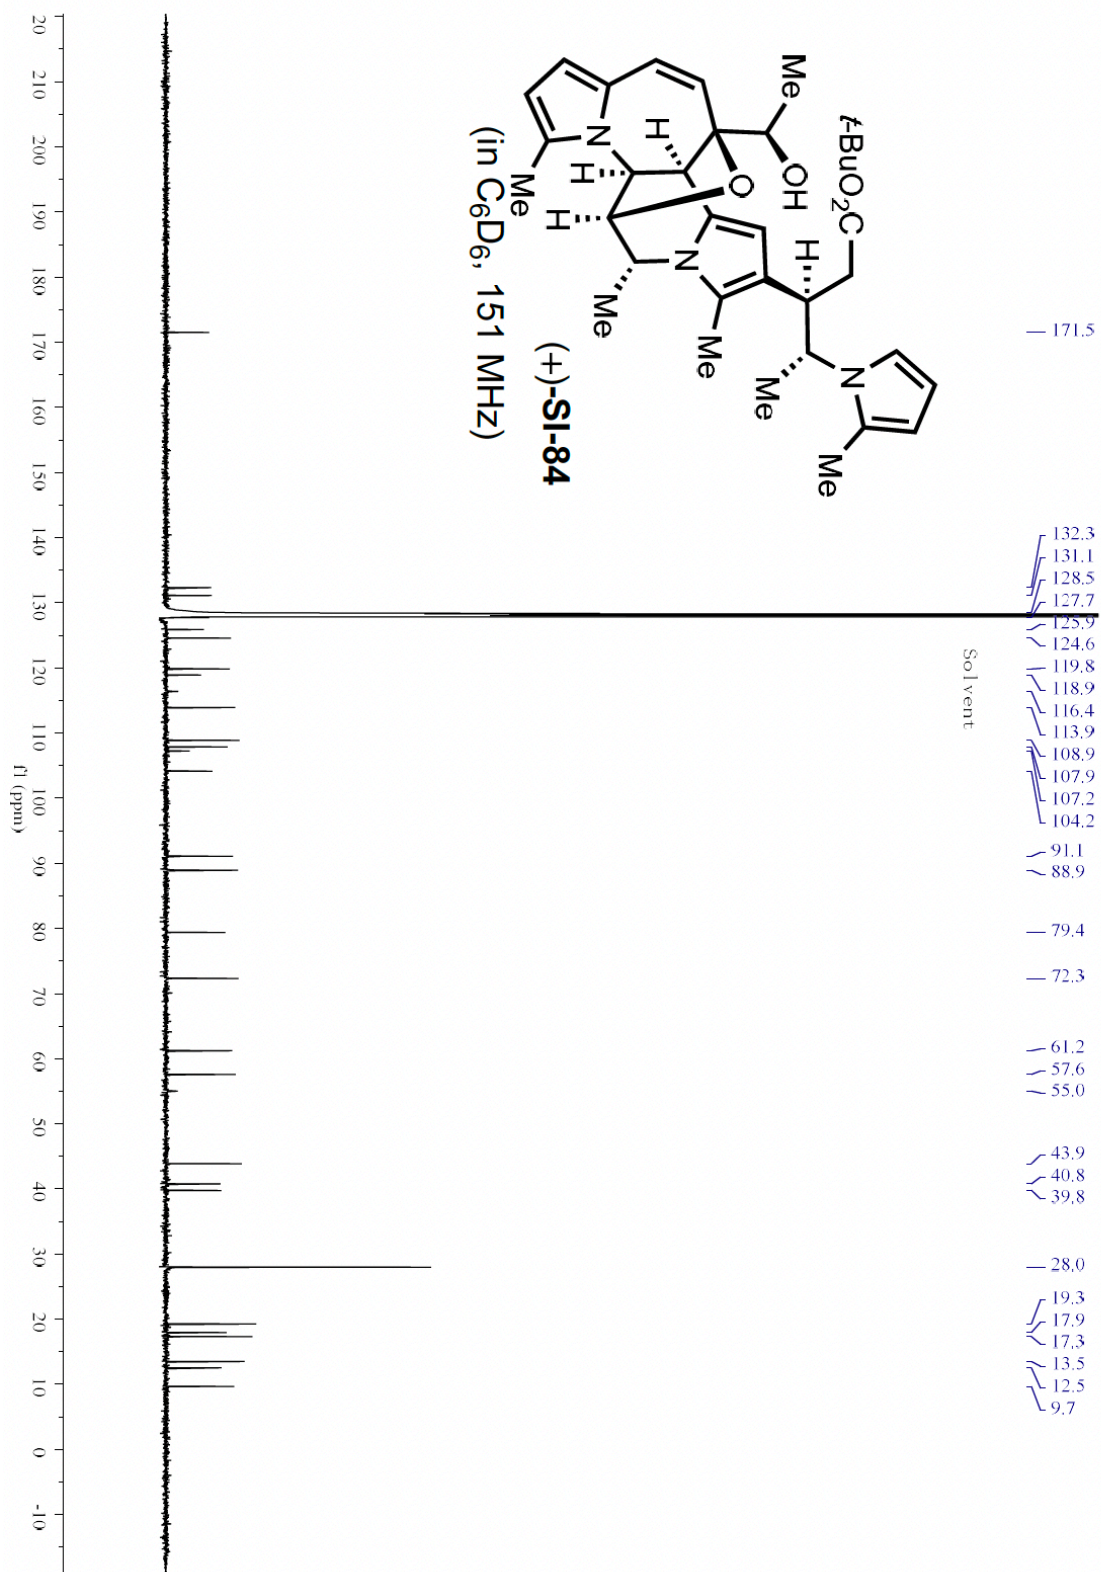 171.5
132.3
131.1
128.5
127.7
125.9
124.6
119.8
118.9
116.4
113.9
108.9
107.9
107.2
104.2
91.1
88.9
79.4
72.3
61.2
57.6
55.0
43.9
40.8
39.8
28.0
19.3
17.9
17.3
13.5
12.5
9.7
Solvent
t-BuO2C
Me
OH
H
O
N
Me
H
N
Me
H
H
N
Me
Me
Me
Me
(+)-SI-84
(in C6D6, 151 MHz)
20 210 200 190 180 170 160 150 140 130 120 110 100 90 80 70 60 50 40 30 20 10 0 -10
f1 (ppm)